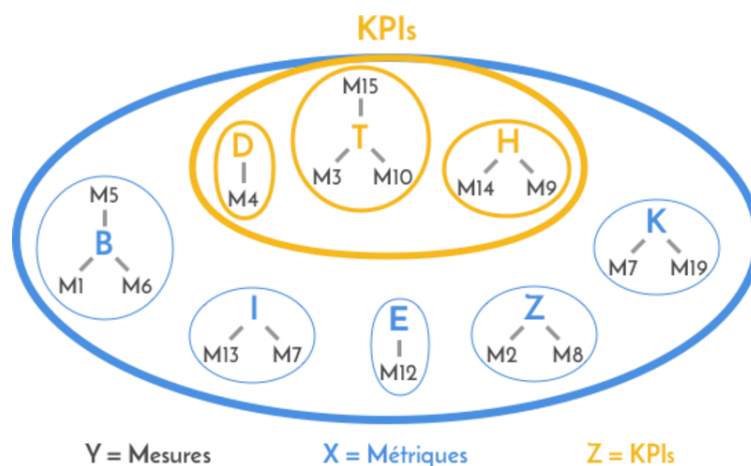 KPIs
M15
D
T
H
M4
M3
M10
M14
M9
M5
B
M1
M6
K
M7
M19
I
M13
M7
E
M12
Z
M2
M8
Y = Mesures
X = Métriques
Z = KPIs